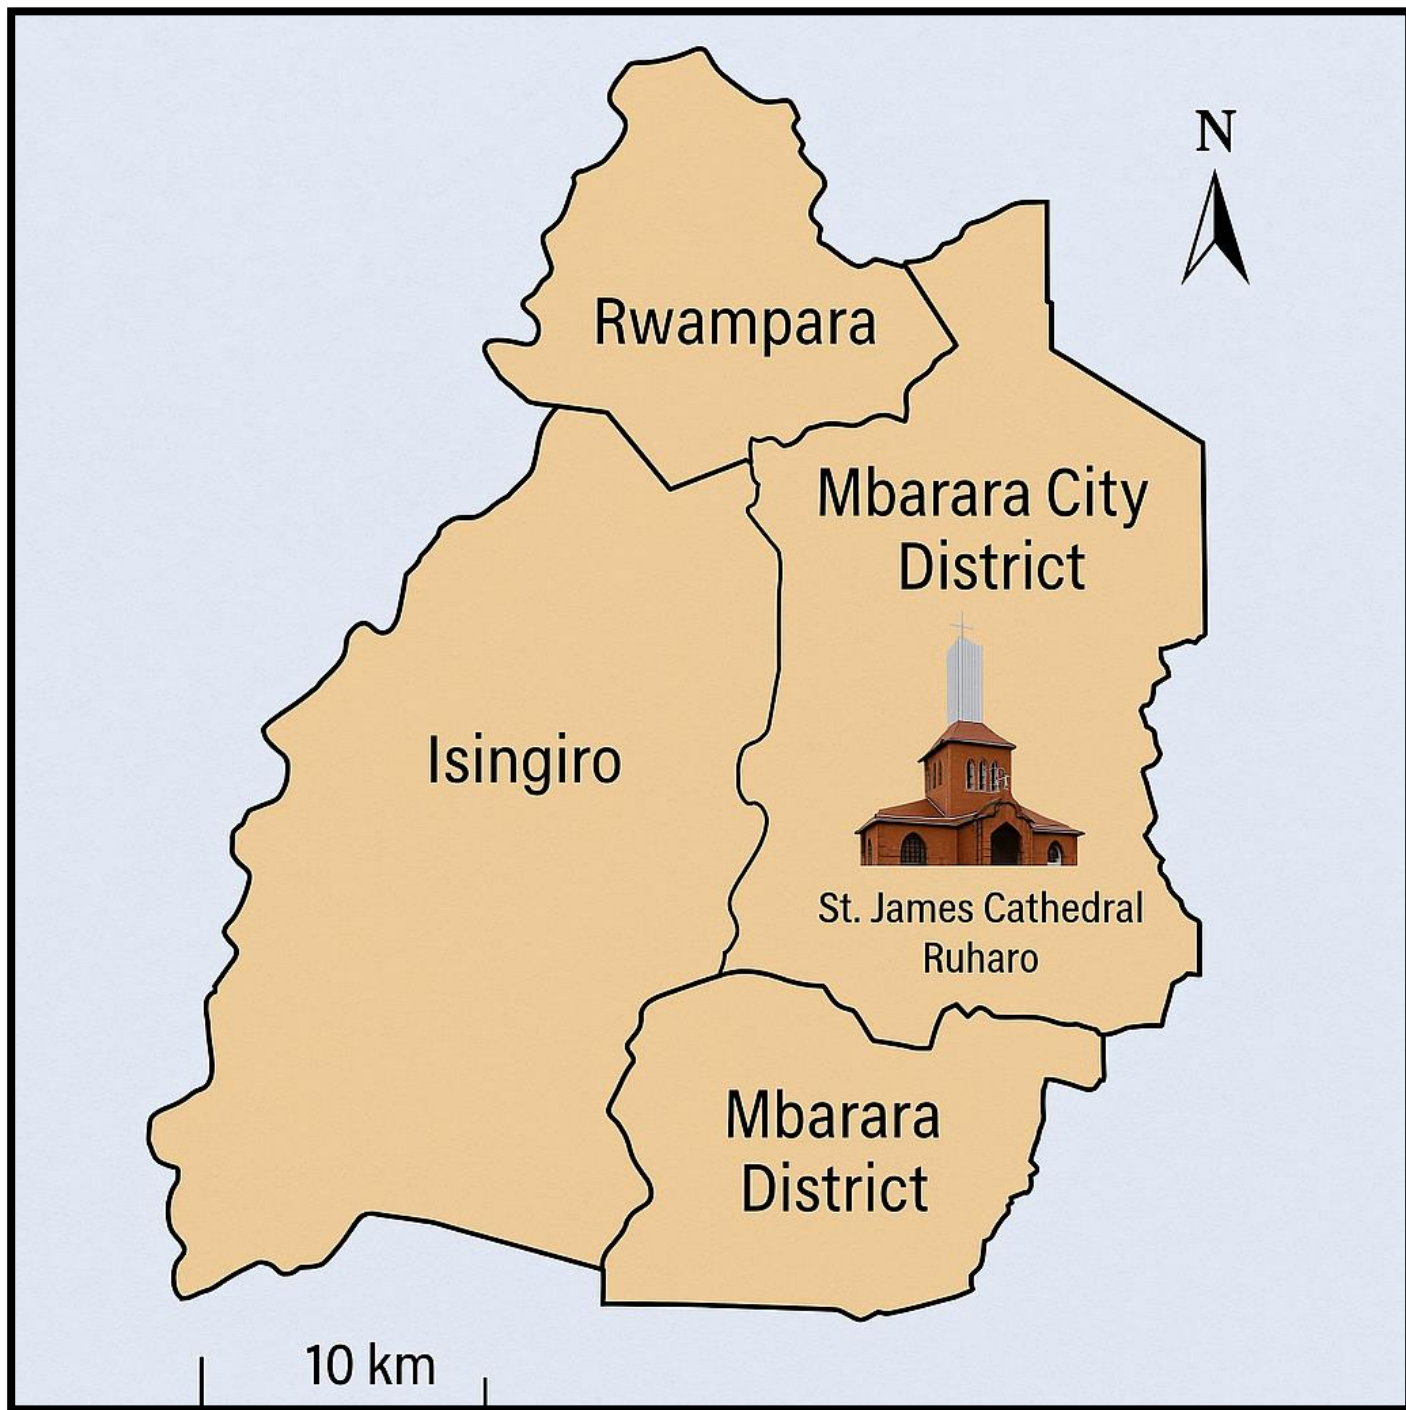 N
Rwampara
Mbarara City
District
Isingiro
St. James Cathedral
Ruharo
Mbarara
District
10 km